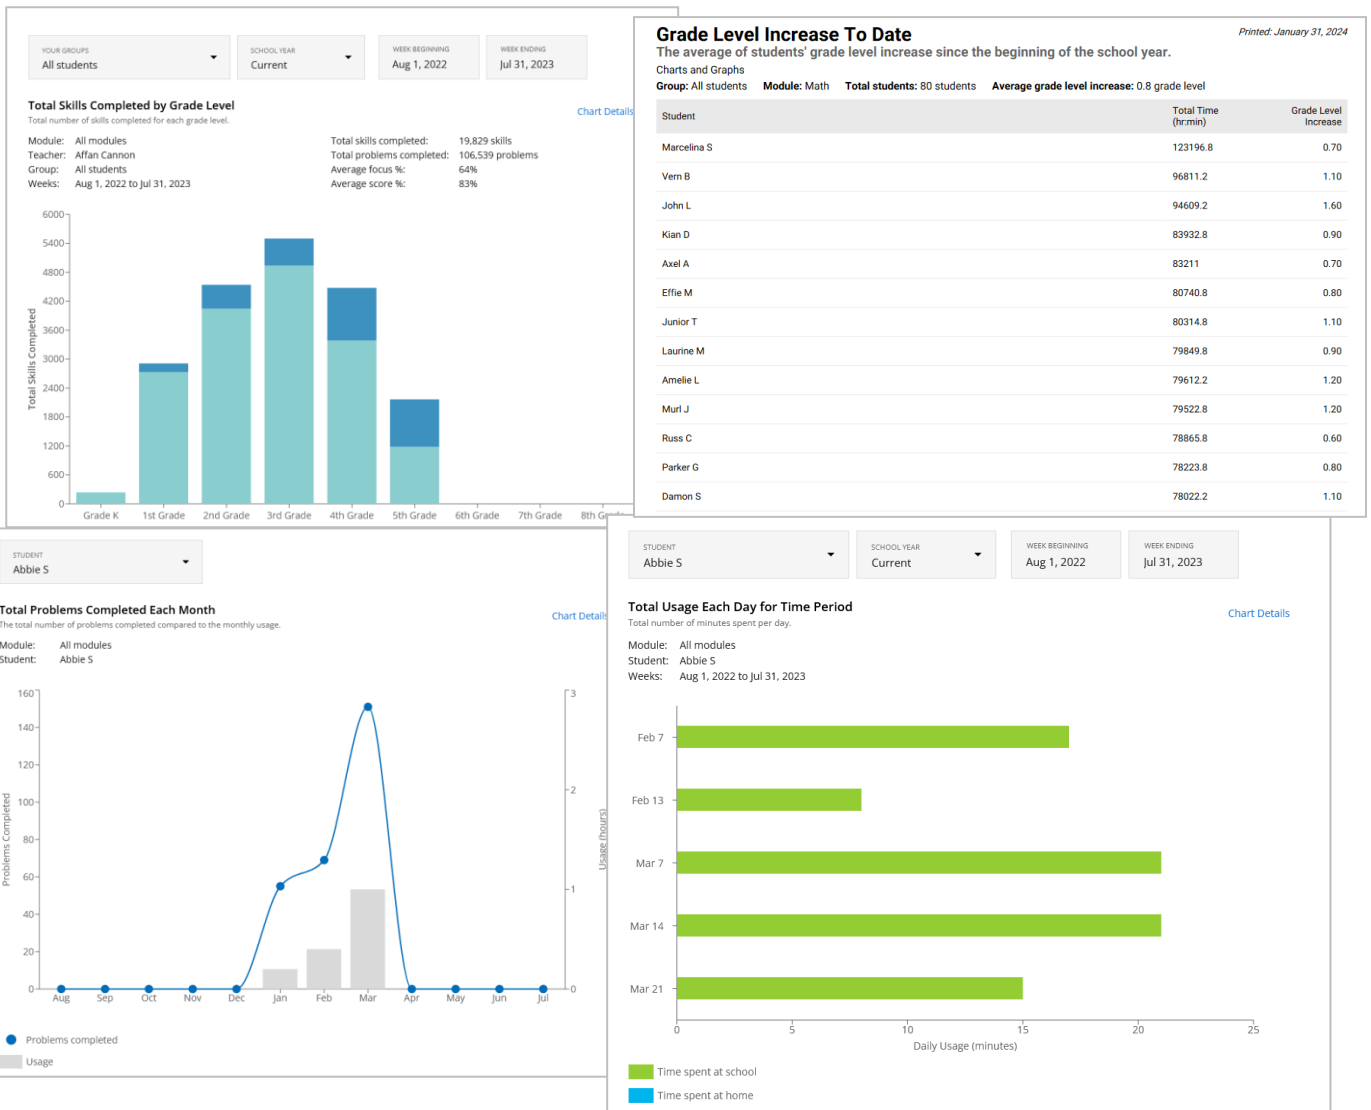 YOUR GROUPS
All students
SCHOOL YEAR
Current
WEEK BEGINNING
Aug 1, 2022
WEEK ENDING
Jul 31, 2023
Total Skills Completed by Grade Level
Total number of skills completed for each grade level.
Chart Details
Module: All modules
Teacher: Affan Cannon
Group: All students
Weeks: Aug 1, 2022 to Jul 31, 2023
Total skills completed: 19,829 skills
Total problems completed: 106,539 problems
Average focus %: 64%
Average score %: 83%
Total Skills Completed
6000
5400
4800
4200
3600
3000
2400
1800
1200
600
0
Grade K 1st Grade 2nd Grade 3rd Grade 4th Grade 5th Grade 6th Grade 7th Grade 8th
Grade Level Increase To Date
Printed: January 31, 2024
The average of students' grade level increase since the beginning of the school year.
Charts and Graphs
Group: All students Module: Math Total students: 80 students Average grade level increase: 0.8 grade level
Student Total Time (hr:min) Grade Level Increase
Marcelina S 123196.8 0.70
Vern B 96811.2 1.10
John L 94609.2 1.60
Kian D 83932.8 0.90
Axel A 83211 0.70
Effie M 80740.8 0.80
Junior T 80314.8 1.10
Laurine M 79849.8 0.90
Amelie L 79612.2 1.20
Murl J 79522.8 1.20
Russ C 78865.8 0.60
Parker G 78223.8 0.80
Damon S 78022.2 1.10
STUDENT
Abbie S
Total Problems Completed Each Month
The total number of problems completed compared to the monthly usage.
Chart Details
Module: All modules
Student: Abbie S
Problems Completed
160
140
120
100
80
60
40
20
0
3
2
1
0
Usage (hours)
Aug Sep Oct Nov Dec Jan Feb Mar Apr May Jun Jul
Problems completed
Usage
STUDENT
Abbie S
SCHOOL YEAR
Current
WEEK BEGINNING
Aug 1, 2022
WEEK ENDING
Jul 31, 2023
Total Usage Each Day for Time Period
Total number of minutes spent per day.
Chart Details
Module: All modules
Student: Abbie S
Weeks: Aug 1, 2022 to Jul 31, 2023
Feb 7
Feb 13
Mar 7
Mar 14
Mar 21
0 5 10 15 20 25
Daily Usage (minutes)
Time spent at school
Time spent at home